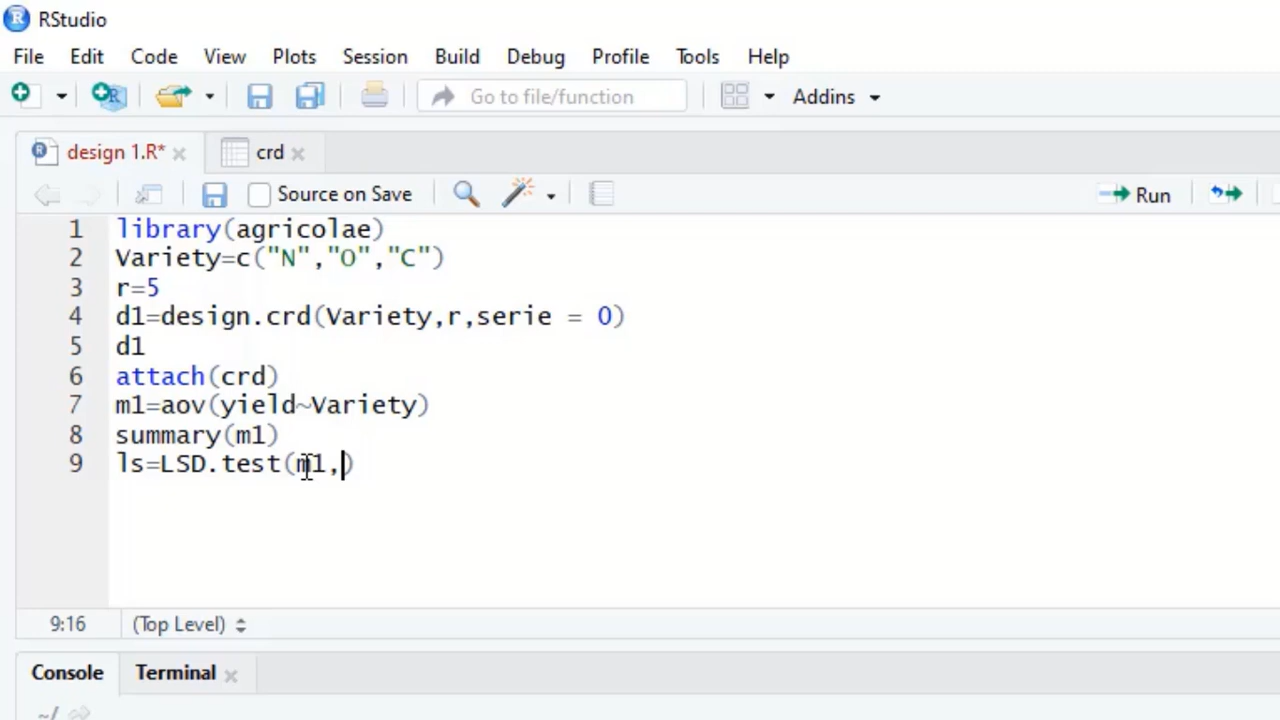 RStudio
File Edit Code View Plots Session Build Debug Profile Tools Help
Go to file/function Addins
design 1.R* crd
Source on Save Run
1 library(agricolae)
2 Variety=c("N","O","C")
3 r=5
4 d1=design.crd(Variety,r,serie = 0)
5 d1
6 attach(crd)
7 m1=aov(yield~Variety)
8 summary(m1)
9 ls=LSD.test(m1,)
9:16 (Top Level)
Console Terminal
~/